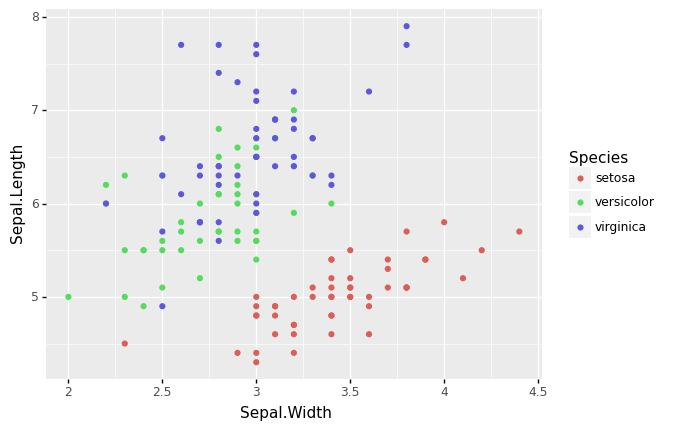 8
7
6
5
Sepal.Length
2
2.5
3
3.5
4
4.5
Sepal.Width
Species
setosa
versicolor
virginica